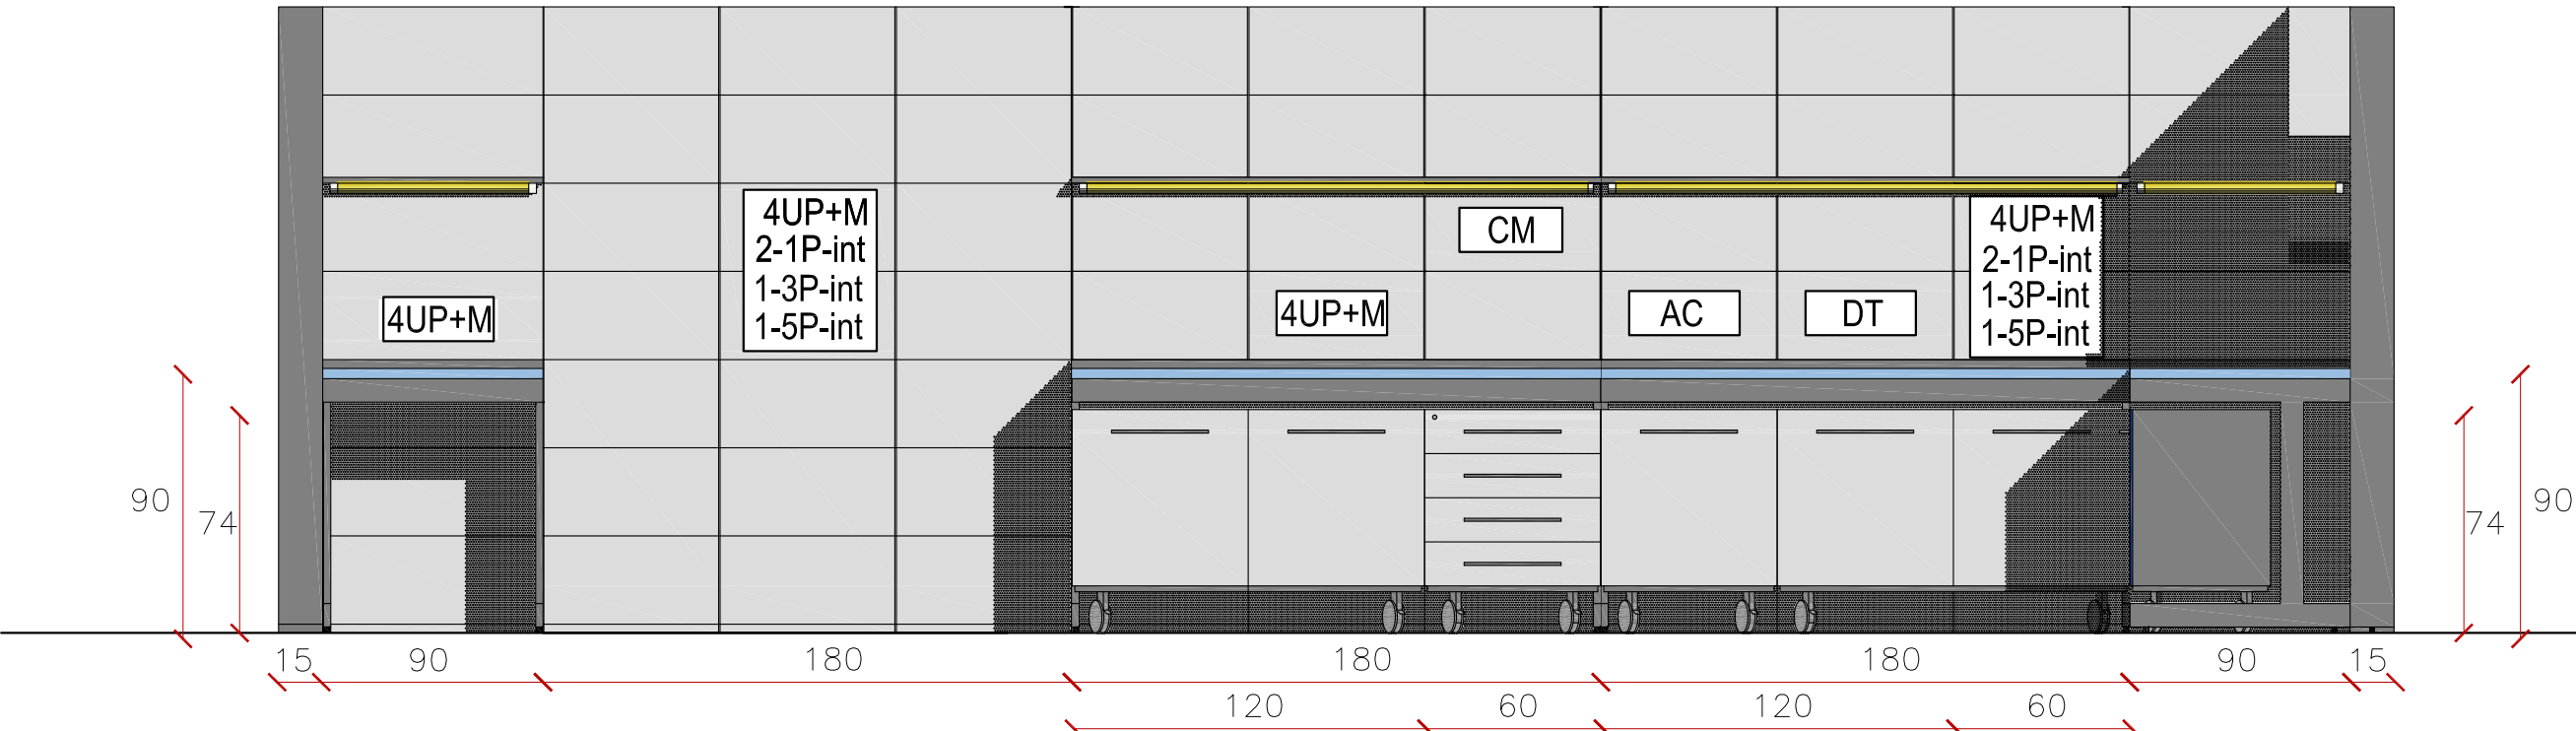 4UP+M
4UP+M
2-1P-int
1-3P-int
1-5P-int
4UP+M
CM
AC
DT
4UP+M
2-1P-int
1-3P-int
1-5P-int
90
74
74
90
15 90 180 180 180 90 15
120 60 120 60